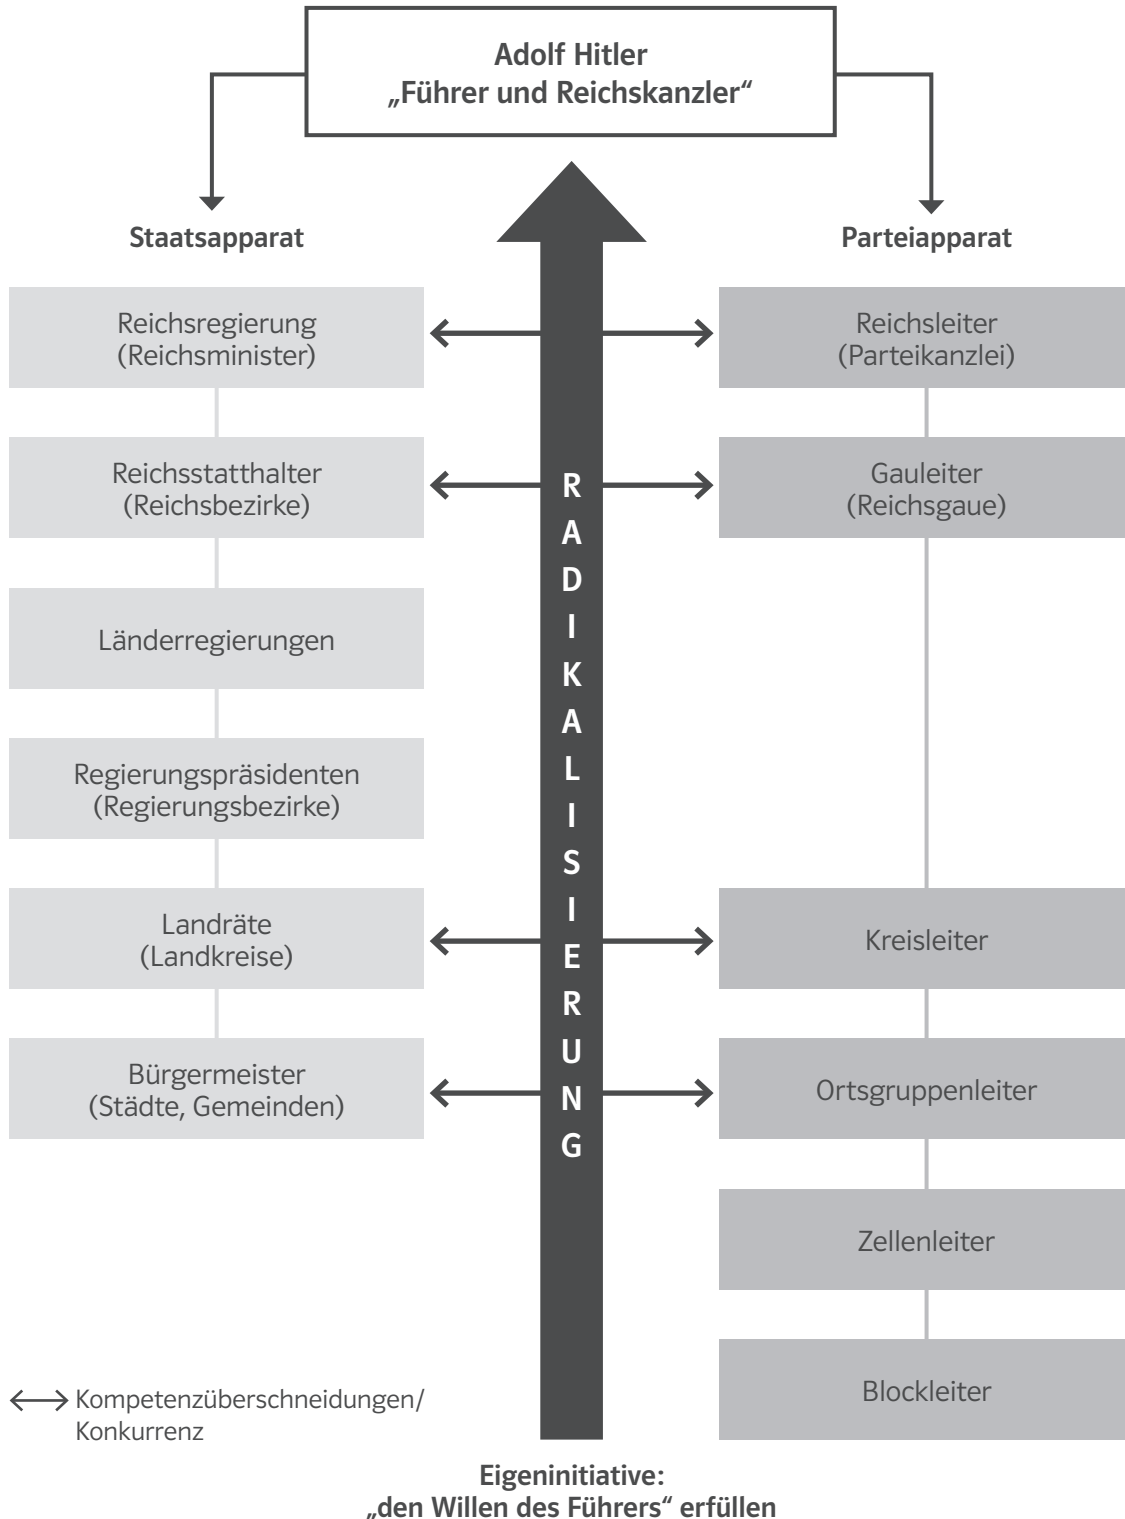 Adolf Hitler
„Führer und Reichskanzler“
Staatsapparat
Parteiapparat
Reichsregierung
(Reichsminister)
Reichsleiter
(Parteikanzlei)
Reichsstatthalter
(Reichsbezirke)
Gauleiter
(Reichsgaue)
Länderregierungen
Regierungspräsidenten
(Regierungsbezirke)
Landräte
(Landkreise)
Kreisleiter
Bürgermeister
(Städte, Gemeinden)
Ortsgruppenleiter
Zellenleiter
Blockleiter
RADIKALISIERUNG
Kompetenzüberschneidungen/
Konkurrenz
Eigeninitiative:
„den Willen des Führers“ erfüllen